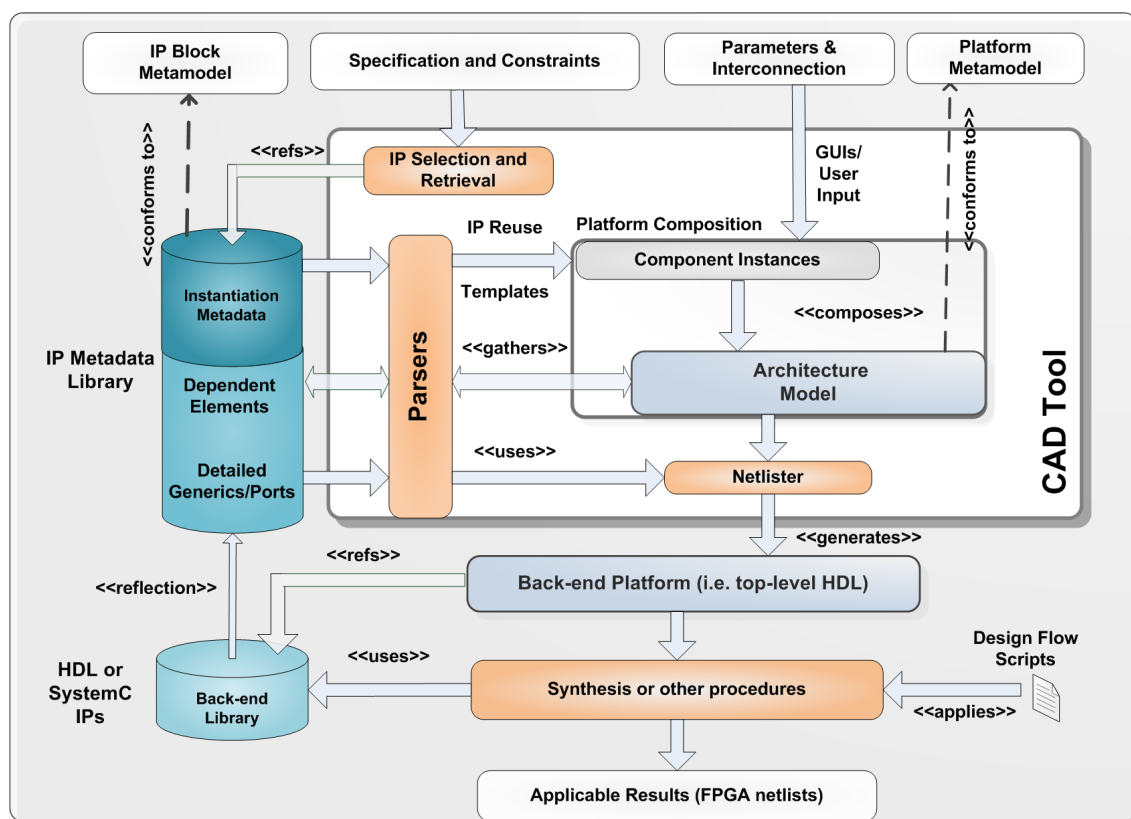 IP Block
Metamodel
Specification and Constraints
Parameters &
Interconnection
Platform
Metamodel
<<conforms to>>
<<refs>>
IP Selection and
Retrieval
GUIs/
User
Input
<<conforms to>>
IP Reuse
Platform Composition
Component Instances
Instantiation
Metadata
Templates
<<composes>>
IP Metadada
Library
Dependent
Elements
Parsers
<<gathers>>
Architecture
Model
CAD Tool
Detailed
Generics/Ports
<<uses>>
Netlister
<<generates>>
<<refs>>
<<reflection>>
Back-end Platform (i.e. top-level HDL)
HDL or
SystemC
IPs
Back-end
Library
<<uses>>
Synthesis or other procedures
Design Flow
Scripts
<<applies>>
Applicable Results (FPGA netlists)